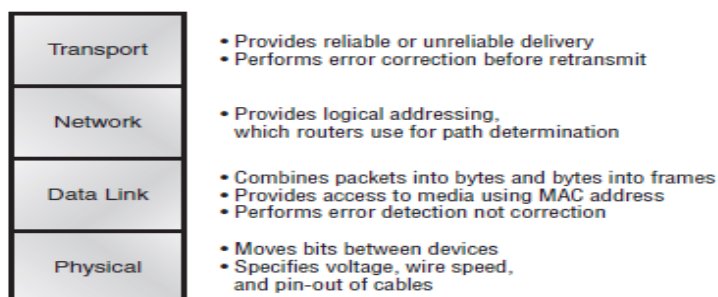 Transport
• Provides reliable or unreliable delivery
• Performs error correction before retransmit
Network
• Provides logical addressing,
which routers use for path determination
Data Link
• Combines packets into bytes and bytes into frames
• Provides access to media using MAC address
• Performs error detection not correction
Physical
• Moves bits between devices
• Specifies voltage, wire speed,
and pin-out of cables